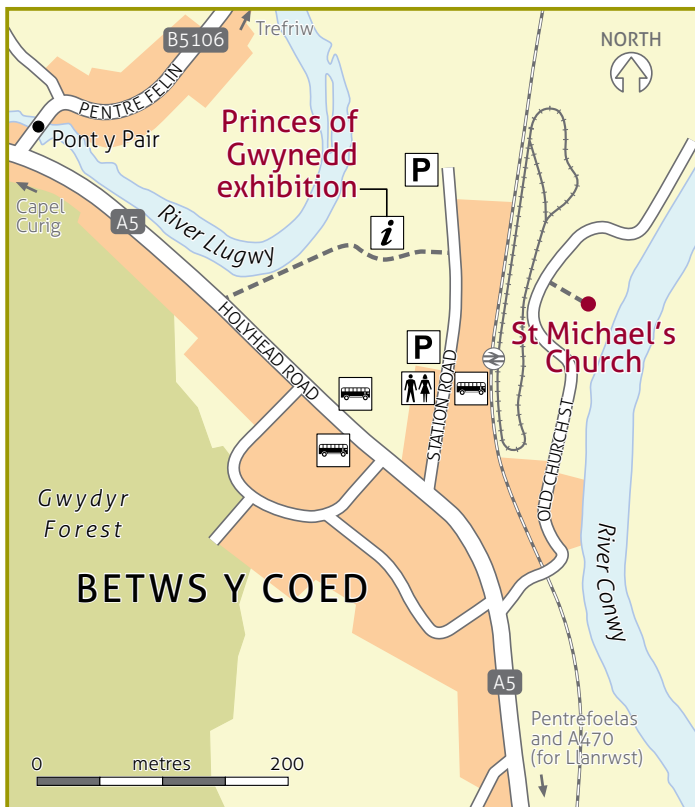 B5106
Trefriw
NORTH
PENTRE FELIN
Pont y Pair
Princes of
Gwynedd
exhibition
P
i
Capel
Curig
A5
River Llugwy
HOLYHEAD ROAD
St Michael's
Church
P
STATION ROAD
OLD CHURCH ST
Gwydyr
Forest
River Conwy
BETWS Y COED
A5
Pentrefoelas
and A470
(for Llanrwst)
0 metres 200